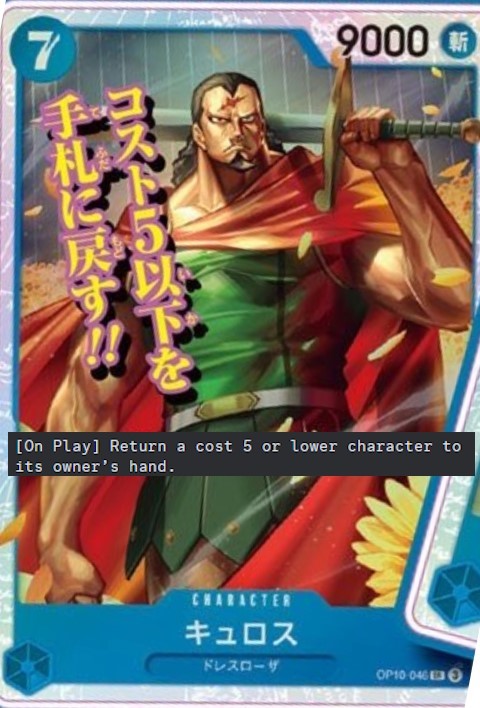 7
9000
斬
コスト5以下を
手札に戻す!!
[On Play] Return a cost 5 or lower character to
its owner's hand.
CHARACTER
キュロス
ドレスローザ
OP10-046 SR 3